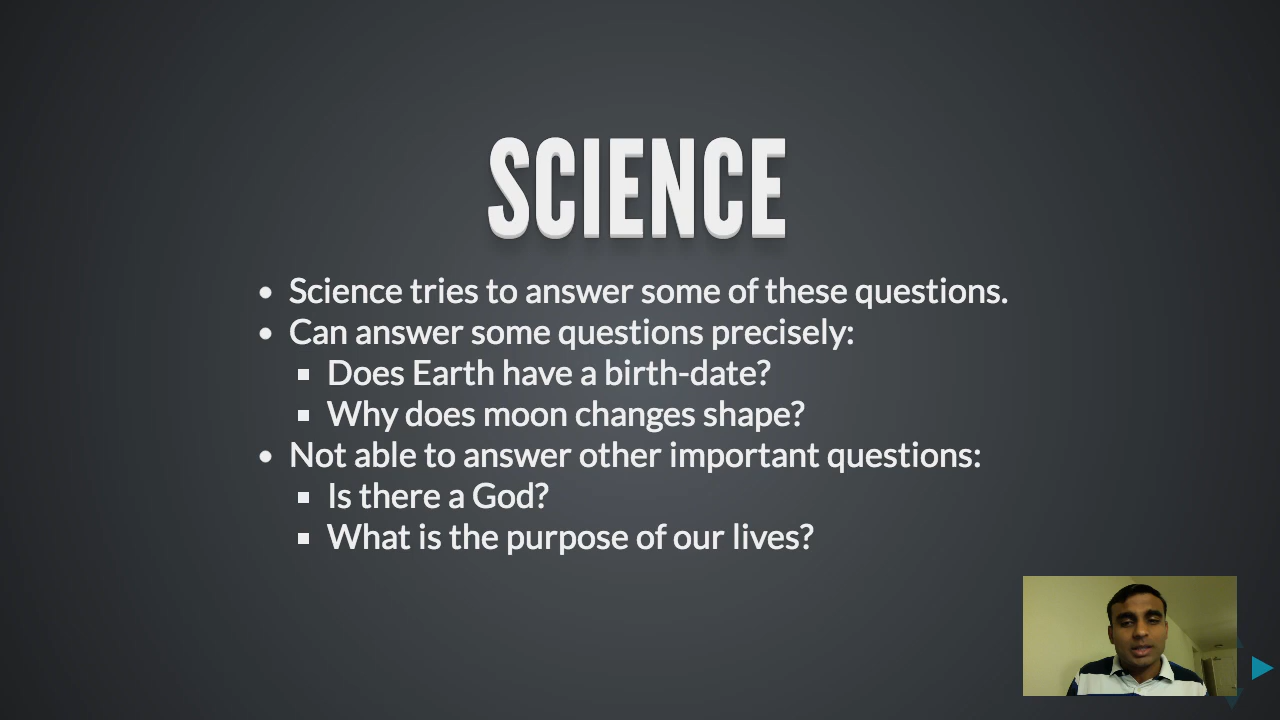 SCIENCE
Science tries to answer some of these questions.
Can answer some questions precisely:
Does Earth have a birth-date?
Why does moon changes shape?
Not able to answer other important questions:
Is there a God?
What is the purpose of our lives?